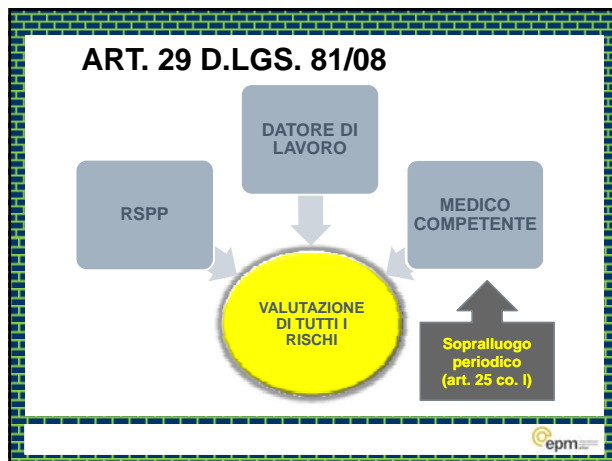 ART. 29 D.LGS. 81/08
DATORE DI
LAVORO
RSPP
MEDICO
COMPETENTE
VALUTAZIONE
DI TUTTI I
RISCHI
Sopralluogo
periodico
(art. 25 co. I)
epm